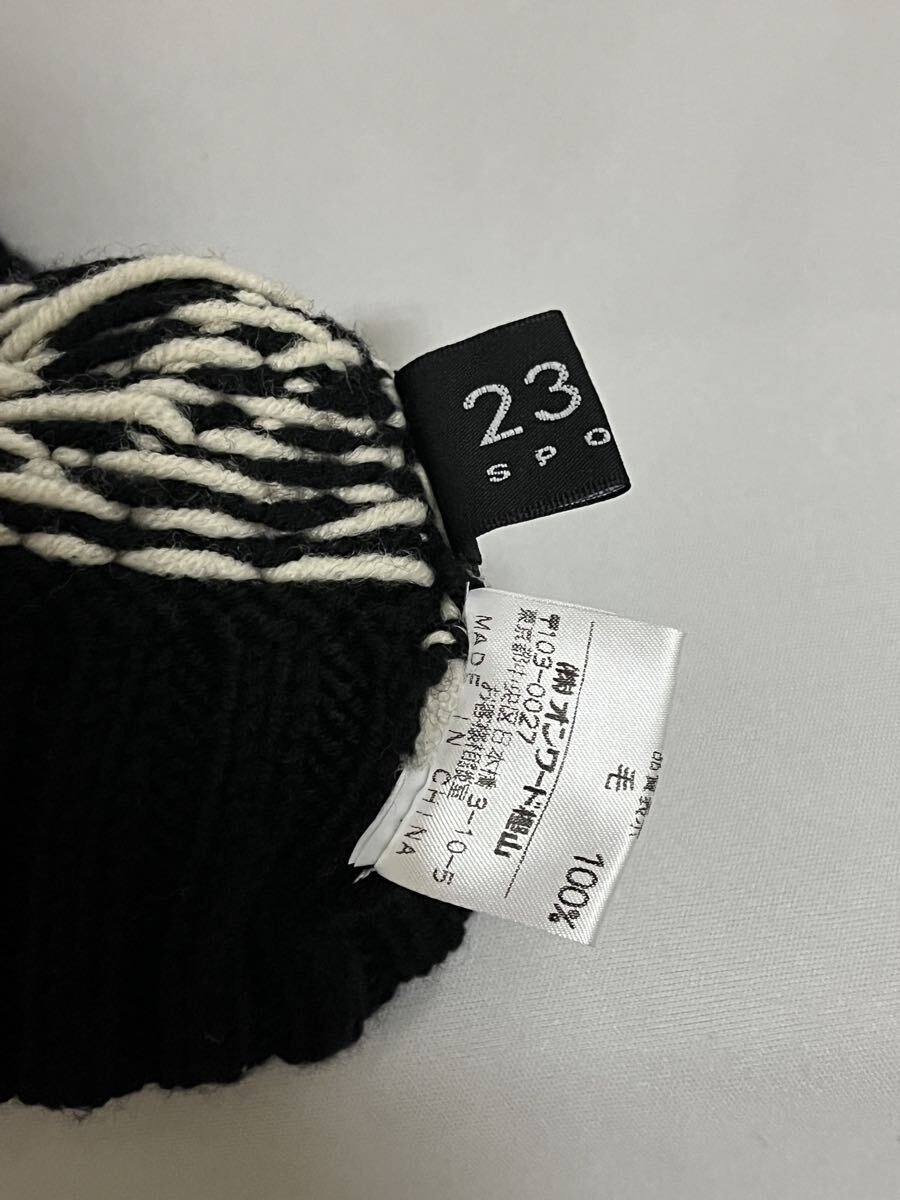 23
SPO
毛 100%
㈱オンワード樫山
〒103-0027
東京都中央区日本橋 3-10-5
お客様相談室
MADE IN CHINA